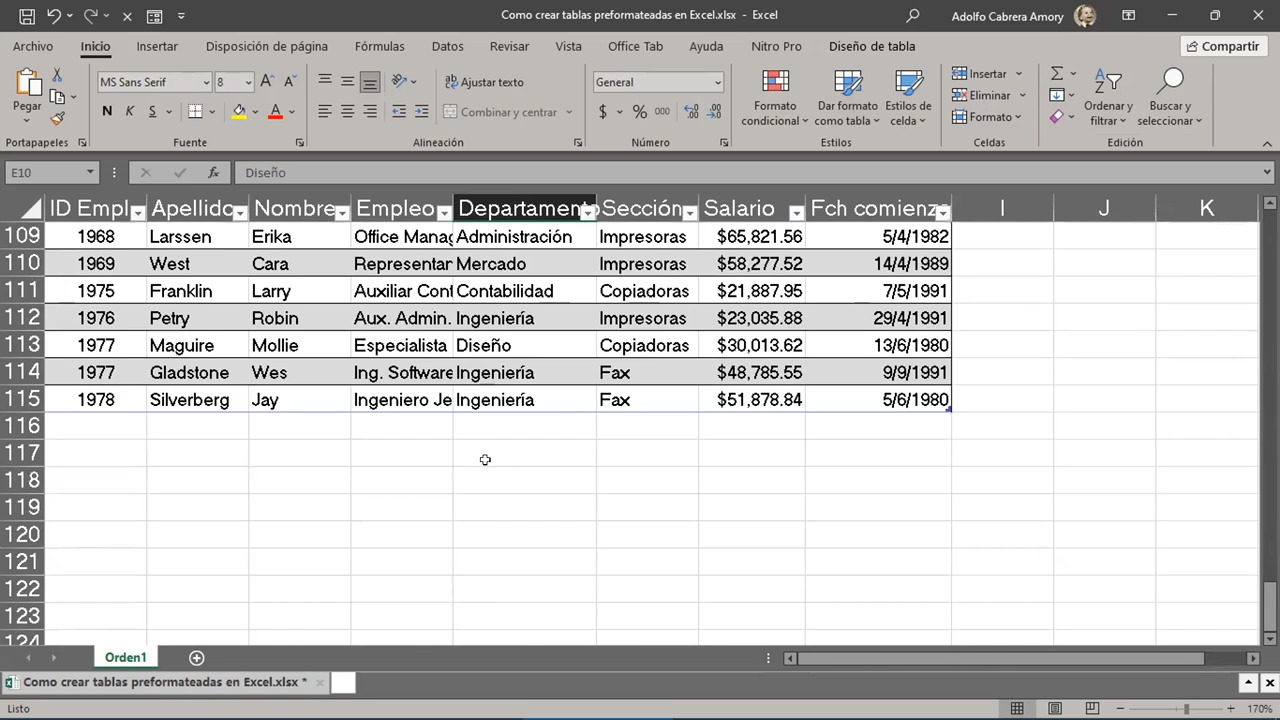 Como crear tablas preformateadas en Excel.xlsx - Excel
Adolfo Cabrera Amory
Archivo Inicio Insertar Disposición de página Fórmulas Datos Revisar Vista Office Tab Ayuda Nitro Pro Diseño de tabla Compartir
Pegar
MS Sans Serif 8
N K S
Ajustar texto
Combinar y centrar
General
$ % 000
Formato condicional
Dar formato como tabla
Estilos de celda
Insertar
Eliminar
Formato
Ordenar y filtrar
Buscar y seleccionar
Portapapeles Fuente Alineación Número Estilos Celdas Edición
E10 fx Diseño
ID Empl Apellido Nombre Empleo Departamento Sección Salario Fch comienz I J K
109 1968 Larssen Erika Office Manag Administración Impresoras $65,821.56 5/4/1982
110 1969 West Cara Representan Mercado Impresoras $58,277.52 14/4/1989
111 1975 Franklin Larry Auxiliar Cont Contabilidad Copiadoras $21,887.95 7/5/1991
112 1976 Petry Robin Aux. Admin. Ingeniería Impresoras $23,035.88 29/4/1991
113 1977 Maguire Mollie Especialista Diseño Copiadoras $30,013.62 13/6/1980
114 1977 Gladstone Wes Ing. Software Ingeniería Fax $48,785.55 9/9/1991
115 1978 Silverberg Jay Ingeniero Je Ingeniería Fax $51,878.84 5/6/1980
116
117
118
119
120
121
122
123
124
Orden1
Como crear tablas preformateadas en Excel.xlsx *
Listo 170%